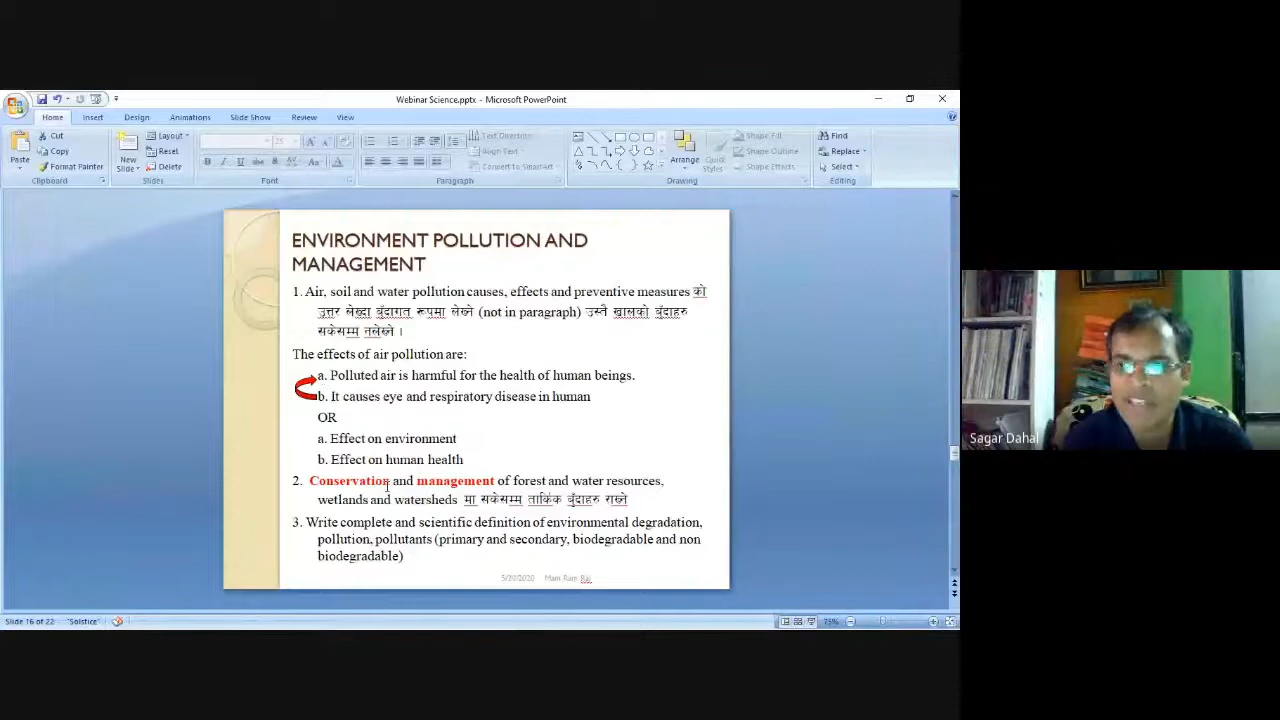 Webinar Science.pptx - Microsoft PowerPoint
Home Insert Design Animations Slide Show Review View
Cut
Copy
Format Painter
Paste
Clipboard
New Slide
Layout
Reset
Delete
Slides
25
Font
Text Direction
Align Text
Convert to SmartArt
Paragraph
Arrange
Quick Styles
Shape Fill
Shape Outline
Shape Effects
Drawing
Find
Replace
Select
Editing
ENVIRONMENT POLLUTION AND
MANAGEMENT
1. Air, soil and water pollution causes, effects and preventive measures को
उत्तर लेख्दा बुँदागत रूपमा लेख्ने (not in paragraph) उस्तै खालको बुँदाहरु
सकेसम्म नलेख्ने ।
The effects of air pollution are:
a. Polluted air is harmful for the health of human beings.
b. It causes eye and respiratory disease in human
OR
a. Effect on environment
b. Effect on human health
2. Conservation and management of forest and water resources,
wetlands and watersheds मा सकेसम्म तार्किक बुँदाहरु राख्ने
3. Write complete and scientific definition of environmental degradation,
pollution, pollutants (primary and secondary, biodegradable and non
biodegradable)
Mani Ram Rai
Slide 16 of 22 "Solstice" 75%
Sagar Dahal